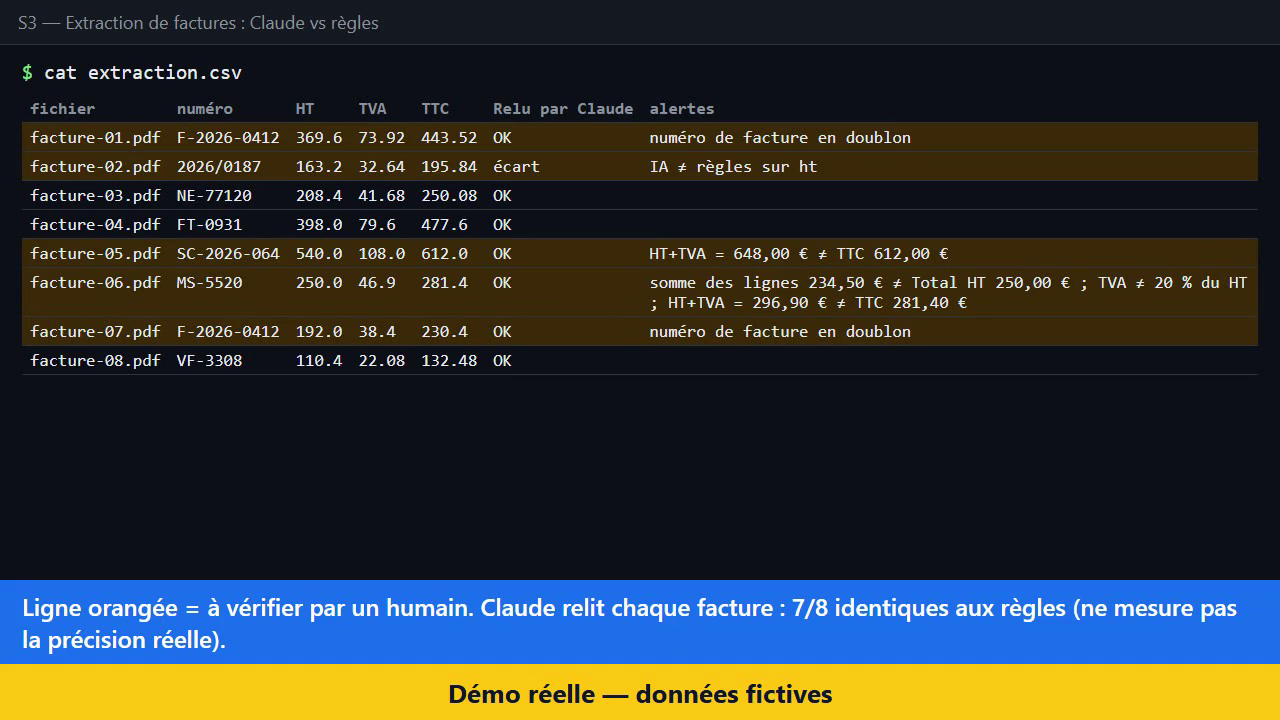 S3 — Extraction de factures : Claude vs règles
$ cat extraction.csv
fichier numéro HT TVA TTC Relu par Claude alertes
facture-01.pdf F-2026-0412 369.6 73.92 443.52 OK numéro de facture en doublon
facture-02.pdf 2026/0187 163.2 32.64 195.84 écart IA ≠ règles sur ht
facture-03.pdf NE-77120 208.4 41.68 250.08 OK
facture-04.pdf FT-0931 398.0 79.6 477.6 OK
facture-05.pdf SC-2026-064 540.0 108.0 612.0 OK HT+TVA = 648,00 € ≠ TTC 612,00 €
facture-06.pdf MS-5520 250.0 46.9 281.4 OK somme des lignes 234,50 € ≠ Total HT 250,00 € ; TVA ≠ 20 % du HT
; HT+TVA = 296,90 € ≠ TTC 281,40 €
facture-07.pdf F-2026-0412 192.0 38.4 230.4 OK numéro de facture en doublon
facture-08.pdf VF-3308 110.4 22.08 132.48 OK
Ligne orangée = à vérifier par un humain. Claude relit chaque facture : 7/8 identiques aux règles (ne mesure pas
la précision réelle).
Démo réelle — données fictives